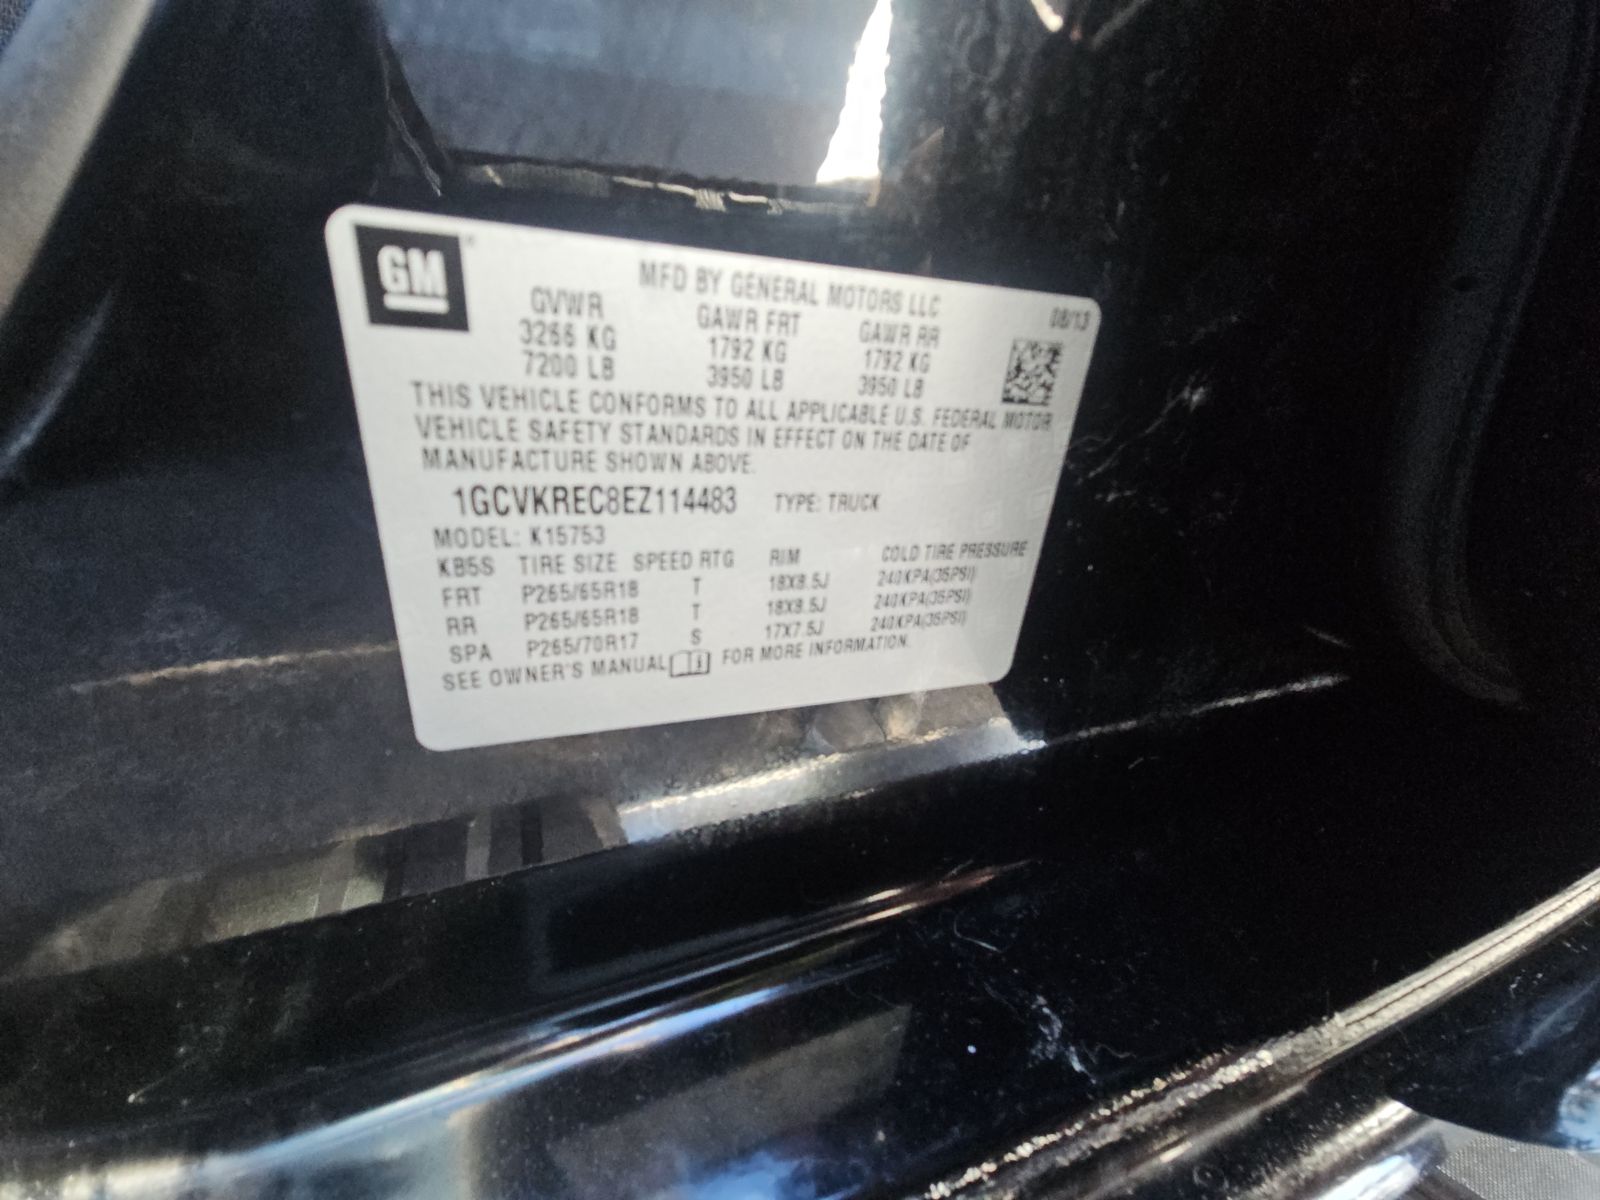 GM
MFD BY GENERAL MOTORS LLC
08/13
GVWR GAWR FRT GAWR RR
3266 KG 1792 KG 1792 KG
7200 LB 3950 LB 3950 LB
THIS VEHICLE CONFORMS TO ALL APPLICABLE U.S. FEDERAL MOTOR
VEHICLE SAFETY STANDARDS IN EFFECT ON THE DATE OF
MANUFACTURE SHOWN ABOVE.
1GCVKREC8EZ114483 TYPE: TRUCK
MODEL: K15753
KB5S TIRE SIZE SPEED RTG RIM COLD TIRE PRESSURE
FRT P265/65R18 T 18X8.5J 240KPA(35PSI)
RR P265/65R18 T 18X8.5J 240KPA(35PSI)
SPA P265/70R17 S 17X7.5J 240KPA(35PSI)
SEE OWNER'S MANUAL FOR MORE INFORMATION.